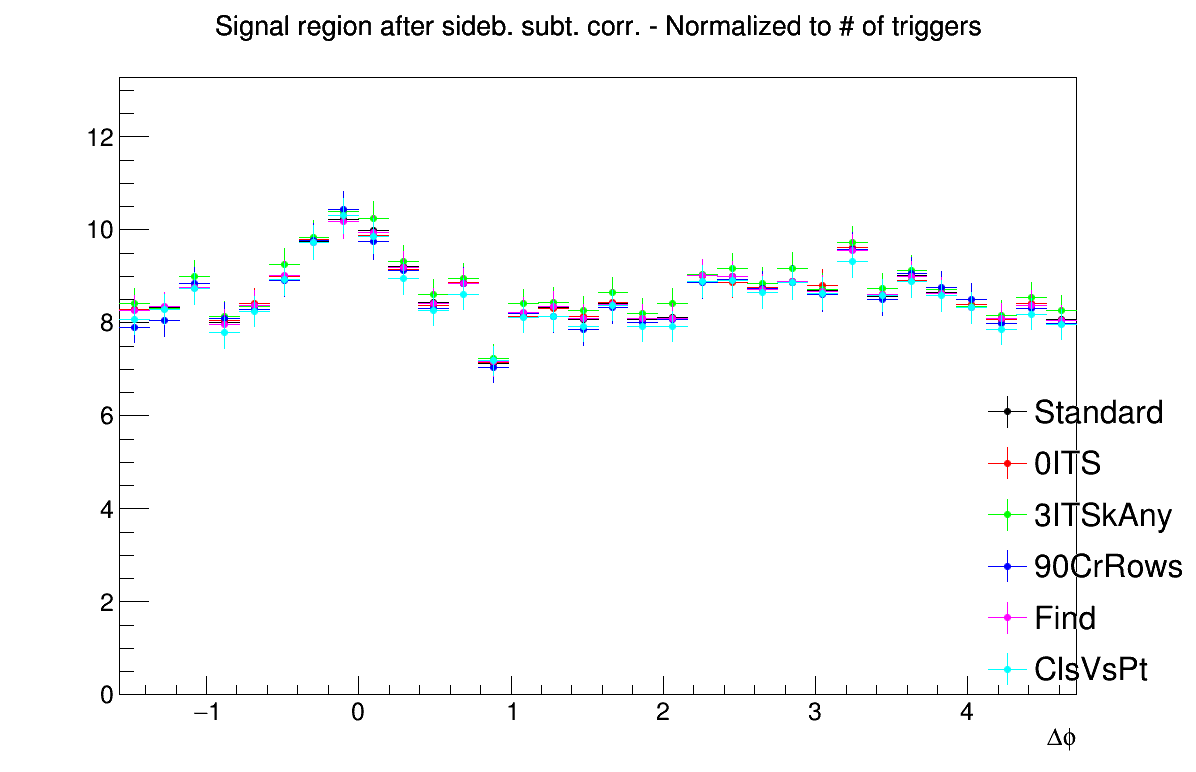 Signal region after sideb. subt. corr. - Normalized to # of triggers
12
10
8
6
4
2
0
Standard
0ITS
3ITSkAny
90CrRows
Find
ClsVsPt
−1 0 1 2 3 4
Δϕ